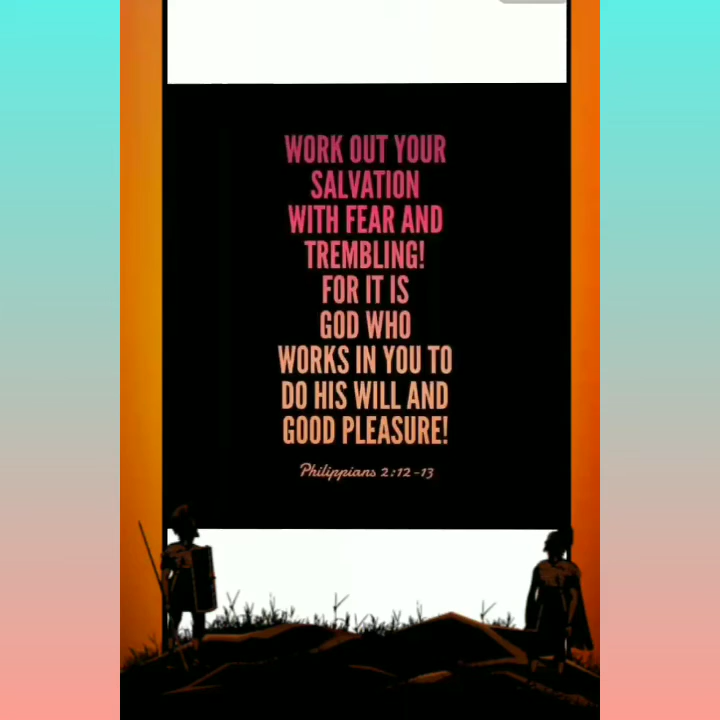 WORK OUT YOUR
SALVATION
WITH FEAR AND
TREMBLING!
FOR IT IS
GOD WHO
WORKS IN YOU TO
DO HIS WILL AND
GOOD PLEASURE!
Philippians 2:12-13